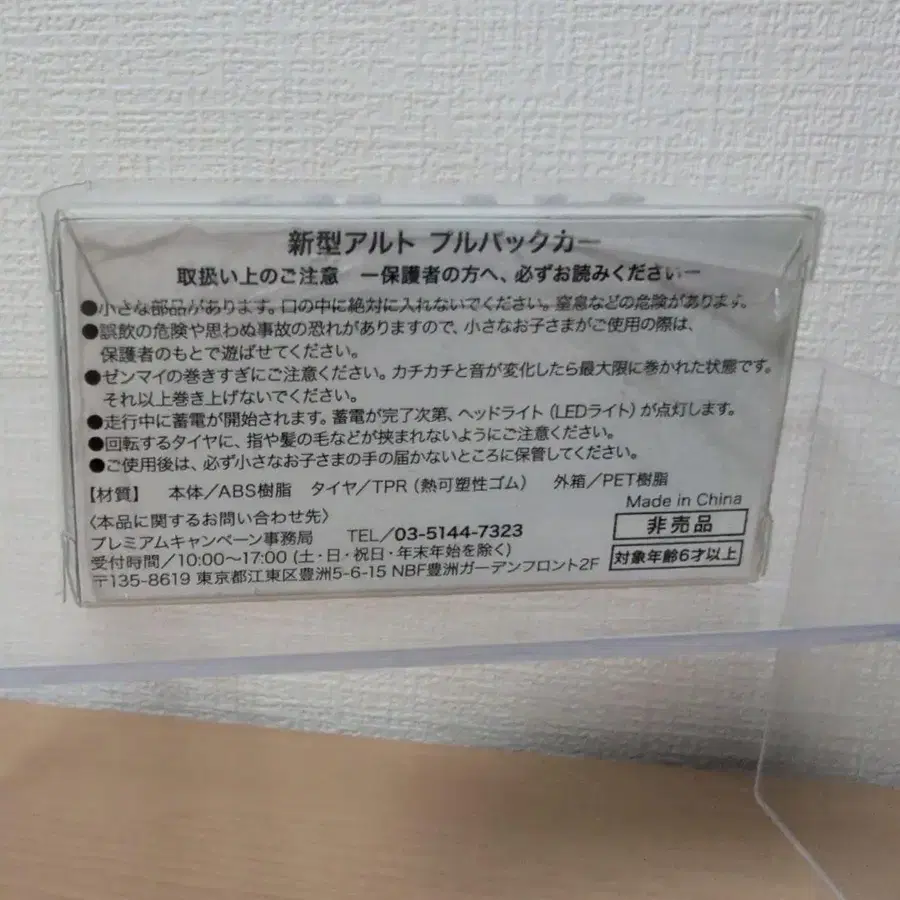 新型アルト プルバックカー
取扱い上のご注意 ー保護者の方へ、必ずお読みくださいー
●小さな部品があります。口の中に絶対に入れないでください。窒息などの危険があります。
●誤飲の危険や思わぬ事故の恐れがありますので、小さなお子さまがご使用の際は、
保護者のもとで遊ばせてください。
●ゼンマイの巻きすぎにご注意ください。カチカチと音が変化したら最大限に巻かれた状態です。
それ以上巻き上げないでください。
●走行中に蓄電が開始されます。蓄電が完了次第、ヘッドライト(LEDライト)が点灯します。
●回転するタイヤに、指や髪の毛などが挟まれないようにご注意ください。
●ご使用後は、必ず小さなお子さまの手の届かないところに保管してください。
【材質】 本体/ABS樹脂 タイヤ/TPR(熱可塑性ゴム) 外箱/PET樹脂
Made in China
〈本品に関するお問い合わせ先〉
プレミアムキャンペーン事務局 TEL/03-5144-7323
受付時間/10:00〜17:00(土・日・祝日・年末年始を除く)
〒135-8619 東京都江東区豊洲5-6-15 NBF豊洲ガーデンフロント2F
非売品
対象年齢6才以上